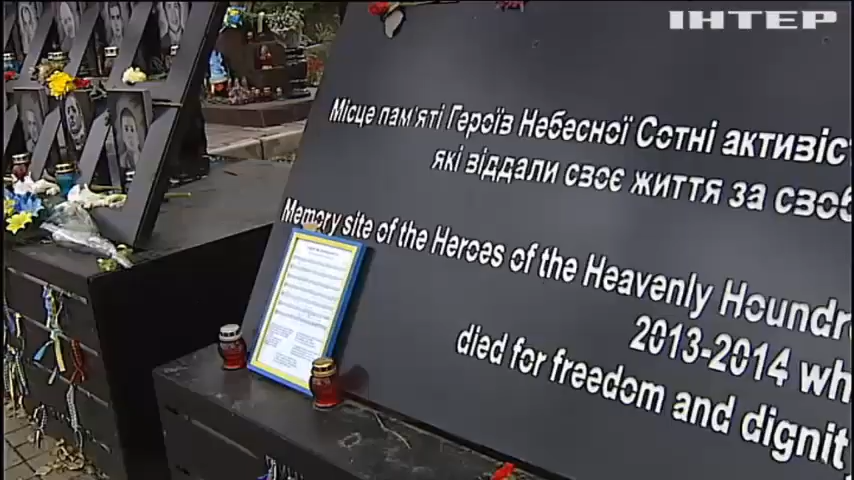 ІНТЕР
Місце пам'яті Героїв Небесної Сотні активіс
які віддали своє життя за своб
Memory site of the Heroes of the Heavenly Houndr
2013-2014 wh
died for freedom and dignit